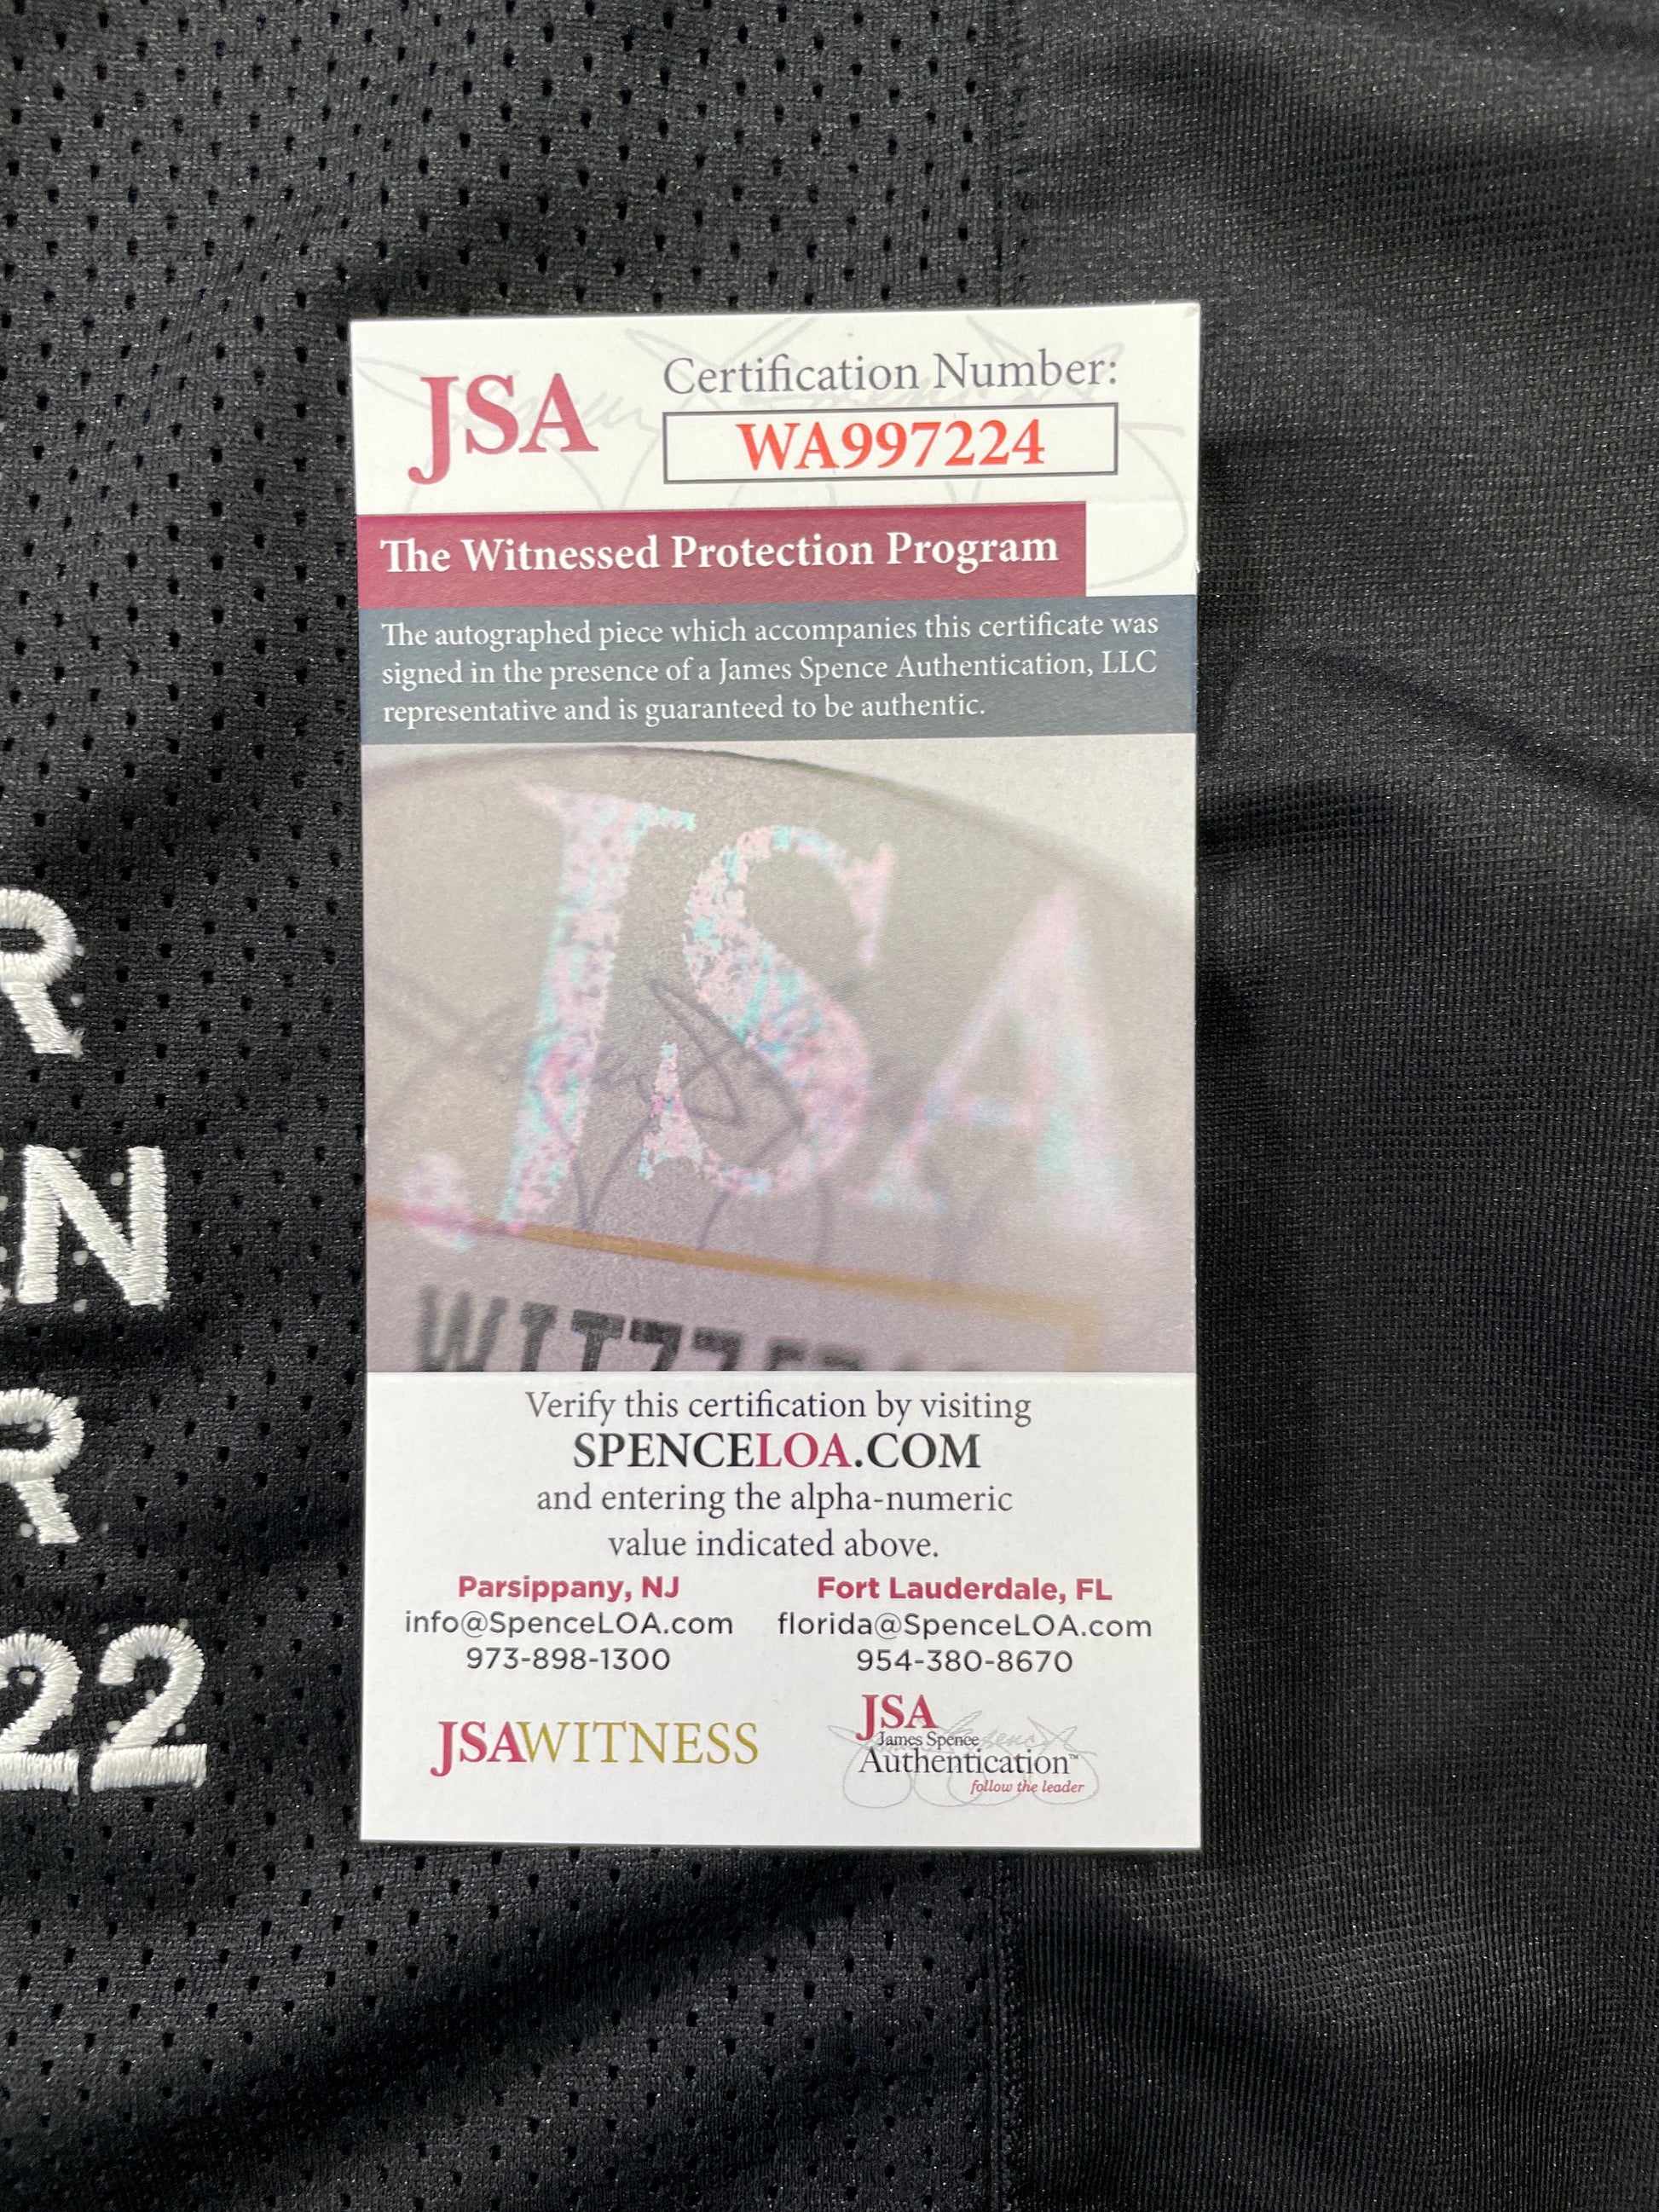 JSA
Certification Number:
WA997224
The Witnessed Protection Program
The autographed piece which accompanies this certificate was
signed in the presence of a James Spence Authentication, LLC
representative and is guaranteed to be authentic.
R
N
R
22
JSA
Verify this certification by visiting
SPENCELOA.COM
and entering the alpha-numeric
value indicated above.
Parsippany, NJ
info@SpenceLOA.com
973-898-1300
Fort Lauderdale, FL
florida@SpenceLOA.com
954-380-8670
JSAWITNESS
JSA
James Spence
Authentication™
follow the leader